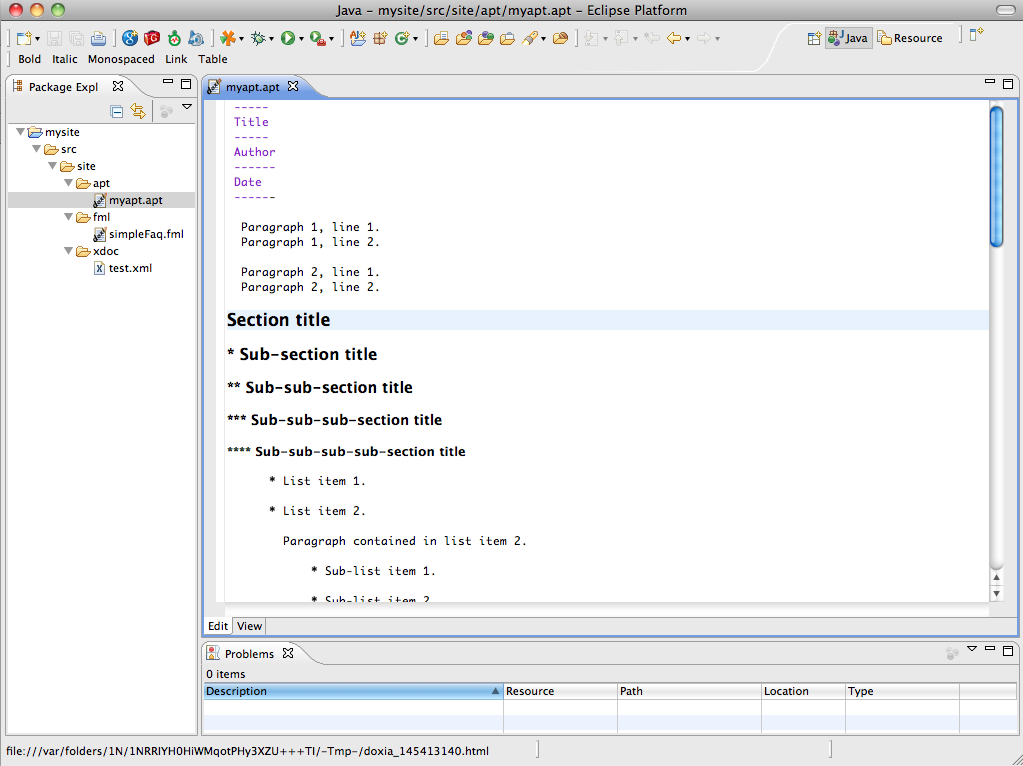 Java – mysite/src/site/apt/myapt.apt – Eclipse Platform
Java Resource
Bold Italic Monospaced Link Table
Package Expl
myapt.apt
mysite
src
site
apt
myapt.apt
fml
simpleFaq.fml
xdoc
test.xml
-----
Title
-----
Author
------
Date
------
Paragraph 1, line 1.
Paragraph 1, line 2.
Paragraph 2, line 1.
Paragraph 2, line 2.
Section title
* Sub-section title
** Sub-sub-section title
*** Sub-sub-sub-section title
**** Sub-sub-sub-sub-section title
* List item 1.
* List item 2.
Paragraph contained in list item 2.
* Sub-list item 1.
* Sub-list item 2
Edit View
Problems
0 items
Description Resource Path Location Type
file:///var/folders/1N/1NRRIYH0HiWMqotPHy3XZU+++TI/-Tmp-/doxia_145413140.html